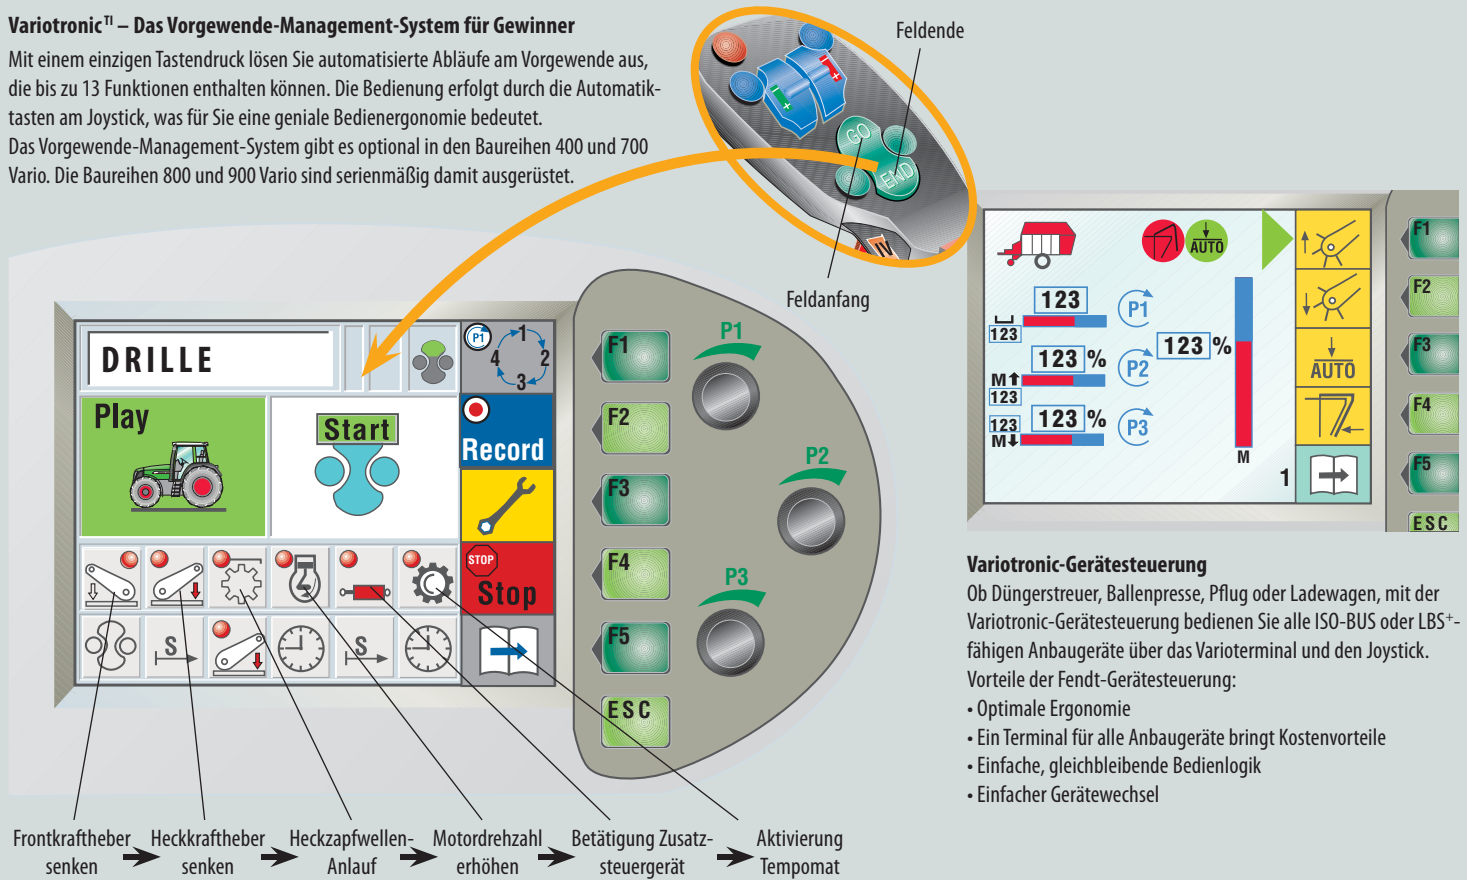 Variotronic™ – Das Vorgewende-Management-System für Gewinner
Mit einem einzigen Tastendruck lösen Sie automatisierte Abläufe am Vorgewende aus,
die bis zu 13 Funktionen enthalten können. Die Bedienung erfolgt durch die Automatik-
tasten am Joystick, was für Sie eine geniale Bedienergonomie bedeutet.
Das Vorgewende-Management-System gibt es optional in den Baureihen 400 und 700
Vario. Die Baureihen 800 und 900 Vario sind serienmäßig damit ausgerüstet.
Feldende
GO
END
Feldanfang
DRILLE
P1
1
2
3
4
Play
Start
Record
STOP
Stop
S
S
F1
F2
F3
F4
F5
ESC
P1
P2
P3
Frontkraftheber
senken
Heckkraftheber
senken
Heckzapfwellen-
Anlauf
Motordrehzahl
erhöhen
Betätigung Zusatz-
steuergerät
Aktivierung
Tempomat
AUTO
123
P1
123
123 %
123 %
P2
M
123
123 %
P3
123
M
M
1
AUTO
F1
F2
F3
F4
F5
ESC
Variotronic-Gerätesteuerung
Ob Düngerstreuer, Ballenpresse, Pflug oder Ladewagen, mit der
Variotronic-Gerätesteuerung bedienen Sie alle ISO-BUS oder LBS⁺-
fähigen Anbaugeräte über das Varioterminal und den Joystick.
Vorteile der Fendt-Gerätesteuerung:
• Optimale Ergonomie
• Ein Terminal für alle Anbaugeräte bringt Kostenvorteile
• Einfache, gleichbleibende Bedienlogik
• Einfacher Gerätewechsel